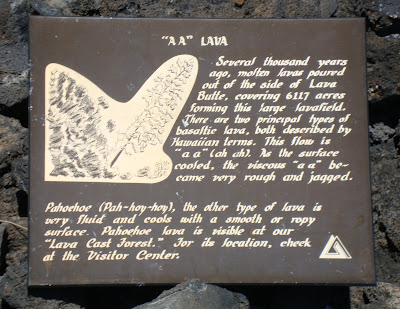 "AA" LAVA
Several thousand years
ago, molten lavas poured
out of the side of Lava
Butte, covering 6117 acres
forming this large lavafield.
There are two principal types of
basaltic lava, both described by
Hawaiian terms. This flow is
"aa" (ah ah). As the surface
cooled, the viscous "aa" be-
came very rough and jagged.
Pahoehoe (Pah-hoy-hoy), the other type of lava is
very fluid and cools with a smooth or ropy
surface. Pahoehoe lava is visible at our
"Lava Cast Forest." For its location, check
at the Visitor Center.